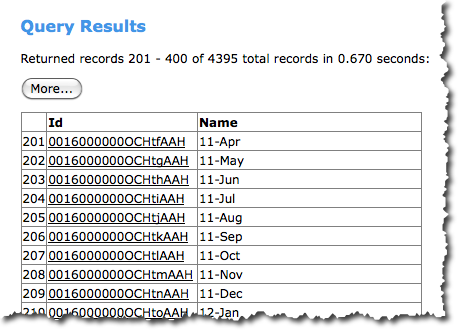 Query Results
Returned records 201 - 400 of 4395 total records in 0.670 seconds:
More...
Id Name
201 0016000000OCHtfAAH 11-Apr
202 0016000000OCHtgAAH 11-May
203 0016000000OCHthAAH 11-Jun
204 0016000000OCHtiAAH 11-Jul
205 0016000000OCHtjAAH 11-Aug
206 0016000000OCHtkAAH 11-Sep
207 0016000000OCHtlAAH 11-Oct
208 0016000000OCHtmAAH 11-Nov
209 0016000000OCHtnAAH 11-Dec
210 0016000000OCHtoAAH 12-Jan